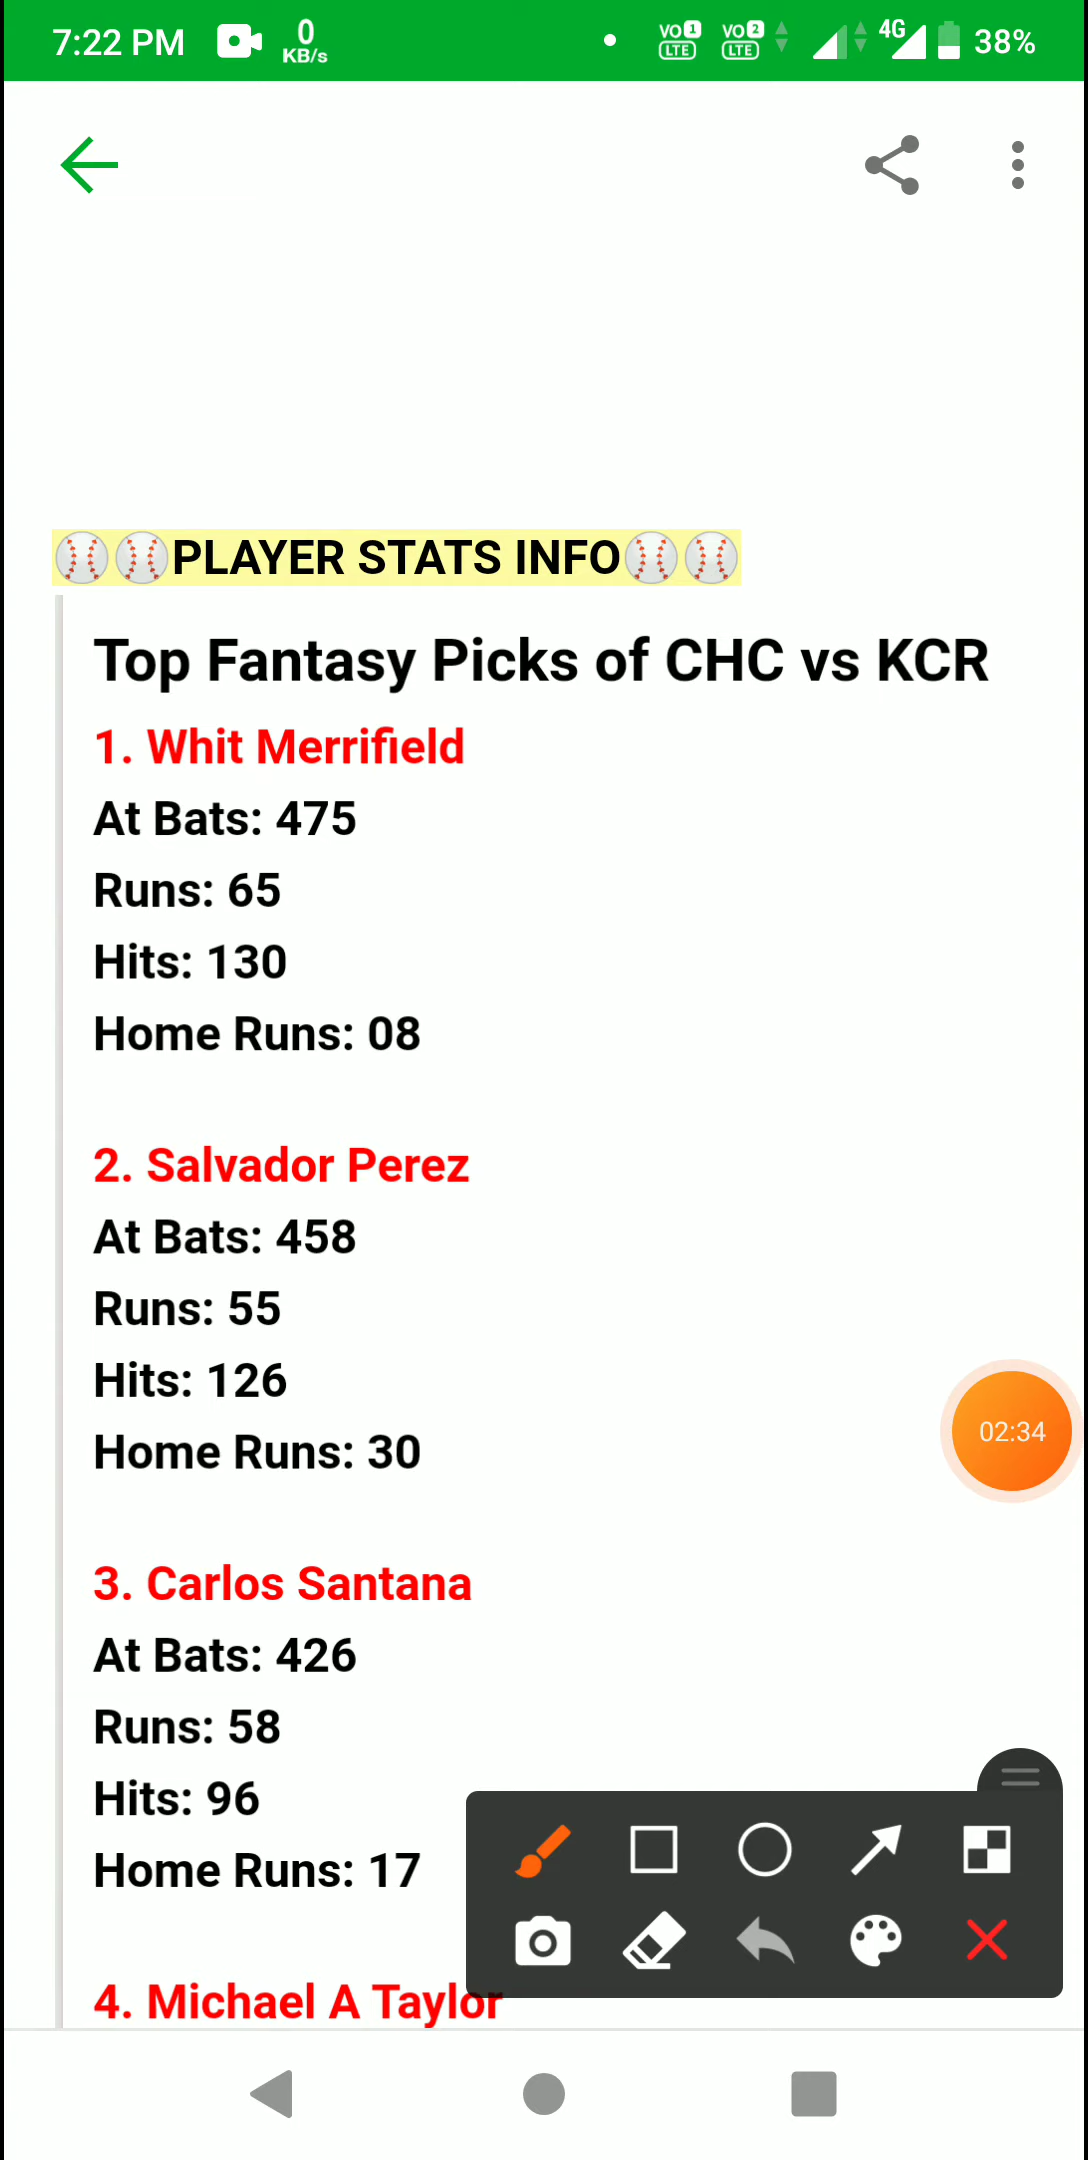 7:22 PM 0 KB/s VO 1 LTE VO 2 LTE 4G 38%
PLAYER STATS INFO
Top Fantasy Picks of CHC vs KCR
1. Whit Merrifield
At Bats: 475
Runs: 65
Hits: 130
Home Runs: 08
2. Salvador Perez
At Bats: 458
Runs: 55
Hits: 126
Home Runs: 30
02:34
3. Carlos Santana
At Bats: 426
Runs: 58
Hits: 96
Home Runs: 17
4. Michael A Taylor